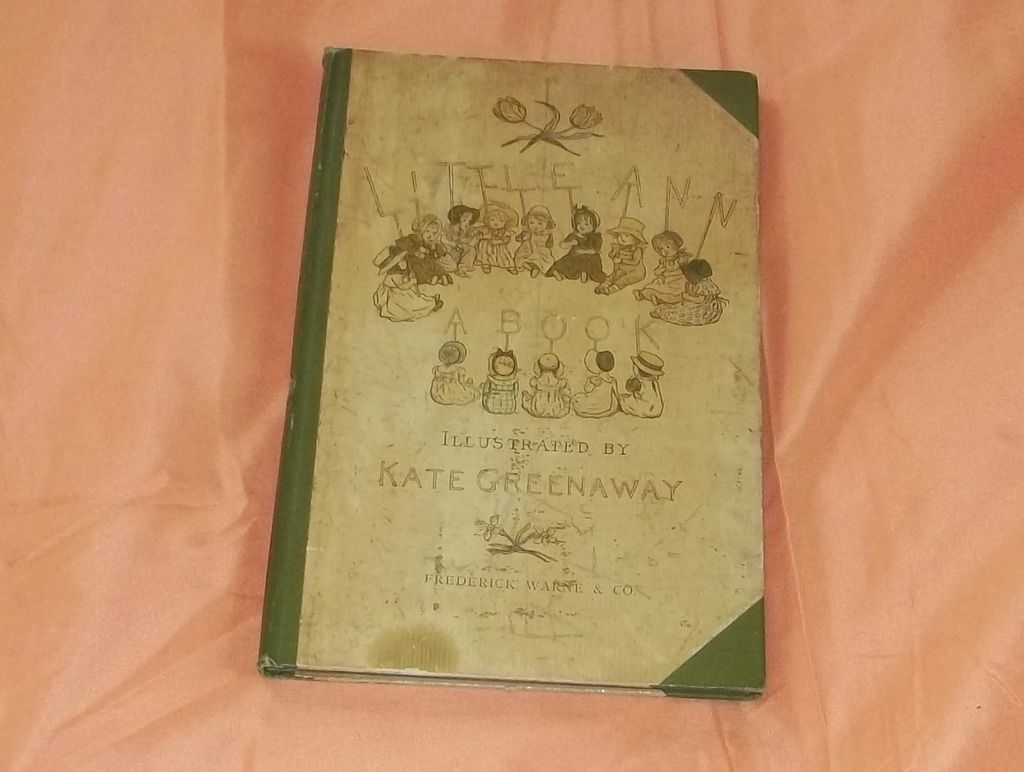 LITTLE ANN
A BOOK
ILLUSTRATED BY
KATE GREENAWAY
FREDERICK WARNE & CO.